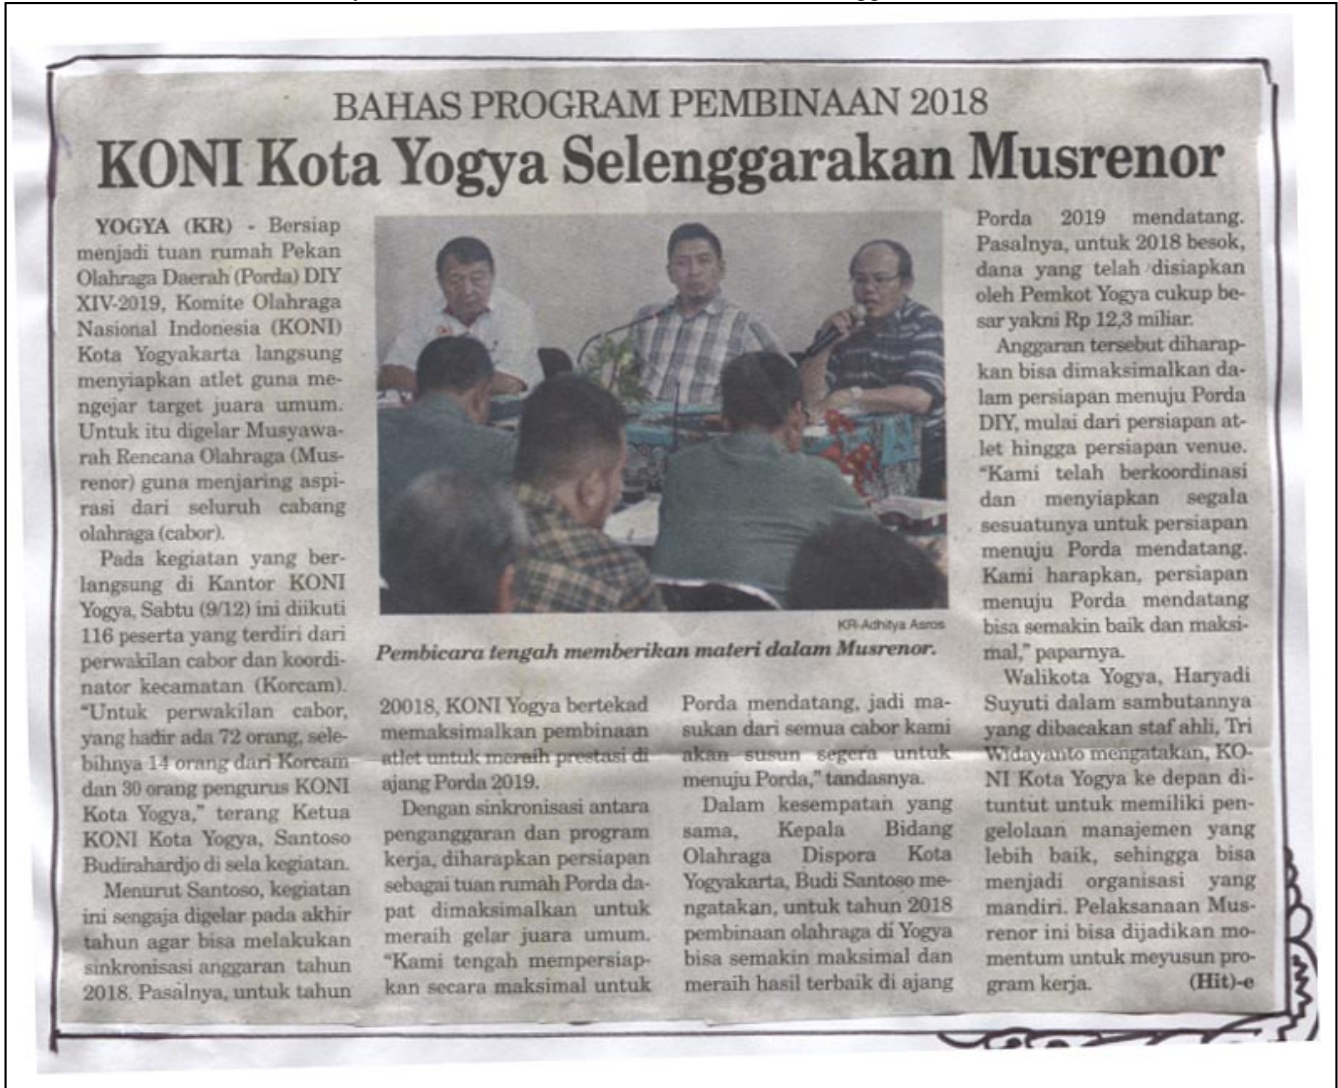 BAHAS PROGRAM PEMBINAAN 2018
KONI Kota Yogya Selenggarakan Musrenor
YOGYA (KR) - Bersiap
menjadi tuan rumah Pekan
Olahraga Daerah (Porda) DIY
XIV-2019, Komite Olahraga
Nasional Indonesia (KONI)
Kota Yogyakarta langsung
menyiapkan atlet guna me-
ngejar target juara umum.
Untuk itu digelar Musyawa-
rah Rencana Olahraga (Mus-
renor) guna menjaring aspi-
rasi dari seluruh cabang
olahraga (cabor).
Pada kegiatan yang ber-
langsung di Kantor KONI
Yogya, Sabtu (9/12) ini diikuti
116 peserta yang terdiri dari
perwakilan cabor dan koordi-
nator kecamatan (Korcam).
“Untuk perwakilan cabor,
yang hadir ada 72 orang, sele-
bihnya 14 orang dari Korcam
dan 30 orang pengurus KONI
Kota Yogya,” terang Ketua
KONI Kota Yogya, Santoso
Budirahardjo di sela kegiatan.
Menurut Santoso, kegiatan
ini sengaja digelar pada akhir
tahun agar bisa melakukan
sinkronisasi anggaran tahun
2018. Pasalnya, untuk tahun
KR-Adhitya Asros
Pembicara tengah memberikan materi dalam Musrenor.
20018, KONI Yogya bertekad
memaksimalkan pembinaan
atlet untuk meraih prestasi di
ajang Porda 2019.
Dengan sinkronisasi antara
penganggaran dan program
kerja, diharapkan persiapan
sebagai tuan rumah Porda da-
pat dimaksimalkan untuk
meraih gelar juara umum.
“Kami tengah mempersiap-
kan secara maksimal untuk
Porda mendatang, jadi ma-
sukan dari semua cabor kami
akan susun segera untuk
menuju Porda,” tandasnya.
Dalam kesempatan yang
sama, Kepala Bidang
Olahraga Dispora Kota
Yogyakarta, Budi Santoso me-
ngatakan, untuk tahun 2018
pembinaan olahraga di Yogya
bisa semakin maksimal dan
meraih hasil terbaik di ajang
Porda 2019 mendatang.
Pasalnya, untuk 2018 besok,
dana yang telah disiapkan
oleh Pemkot Yogya cukup be-
sar yakni Rp 12,3 miliar.
Anggaran tersebut diharap-
kan bisa dimaksimalkan da-
lam persiapan menuju Porda
DIY, mulai dari persiapan at-
let hingga persiapan venue.
“Kami telah berkoordinasi
dan menyiapkan segala
sesuatunya untuk persiapan
menuju Porda mendatang.
Kami harapkan, persiapan
menuju Porda mendatang
bisa semakin baik dan maksi-
mal,” paparnya.
Walikota Yogya, Haryadi
Suyuti dalam sambutannya
yang dibacakan staf ahli, Tri
Widayanto mengatakan, KO-
NI Kota Yogya ke depan di-
tuntut untuk memiliki pen-
gelolaan manajemen yang
lebih baik, sehingga bisa
menjadi organisasi yang
mandiri. Pelaksanaan Mus-
renor ini bisa dijadikan mo-
mentum untuk meyusun pro-
gram kerja. (Hit)-e